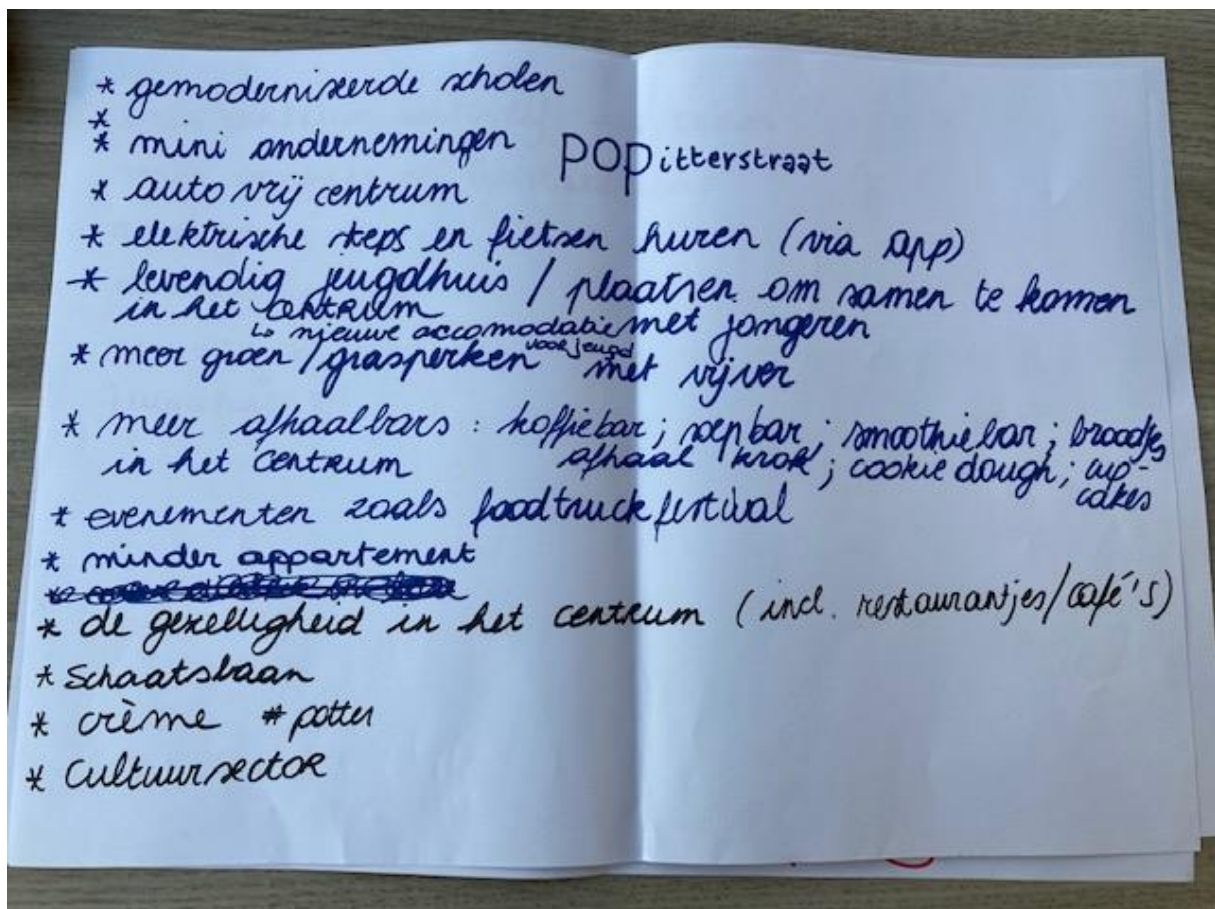 * gemoderniseerde scholen
*
* mini ondernemingen
POPitterstraat
* auto vrij centrum
* elektrische steps en fietsen huren (via app)
* levendig jeugdhuis / plaatsen om samen te komen
in het centrum met jongeren
↳ nieuwe accomodatie voor jeugd
* meer groen / grasperken met vijver
* meer afhaalbars : koffiebar ; soepbar ; smoothiebar ; broodjes
in het centrum afhaal ; cookie dough ; cup-
cakes
* evenementen zoals foodtruckfestival
* minder appartement
* de gezelligheid in het centrum (incl. restaurantjes/café's)
* Schaatsbaan
* crème # potter
* Cultuursector